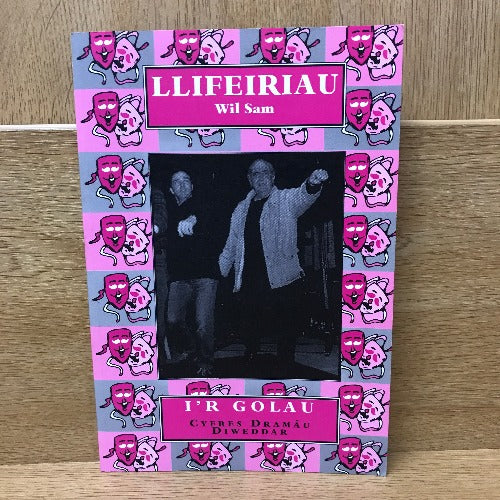 LLIFEIRIAU
Wil Sam
I'R GOLAU
CYFRES DRAMÂU
DIWEDDAR